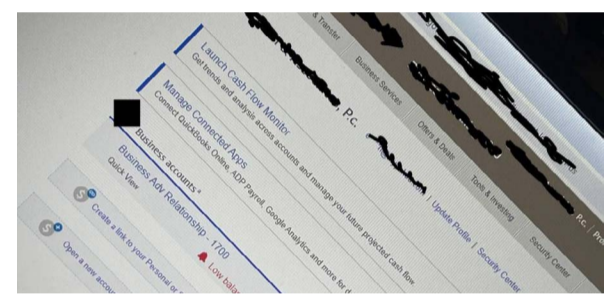 & Transfer
Business Services
Offers & Deals
Tools & Investing
Security Center
P.C. |
, P.c.
| Update Profile | Security Center
Launch Cash Flow Monitor
Get trends and analysis across accounts and manage your future projected cash flow
Manage Connected Apps
Connect QuickBooks Online, ADP Payroll, Google Analytics and more for
Business accounts
Business Adv Relationship - 1700
Quick View
Low
Create a link to your Personal or
Open a new